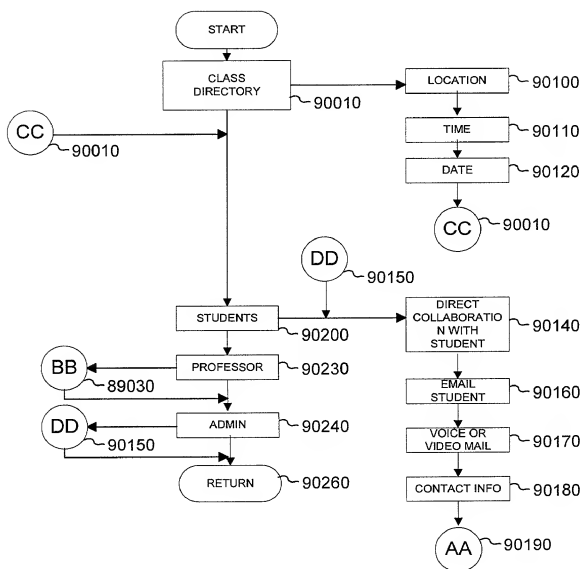 START
CLASS
DIRECTORY
90010
LOCATION
90100
TIME
90110
DATE
90120
CC
90010
CC
90010
DD
90150
STUDENTS
90200
DIRECT
COLLABORATIO
N WITH
STUDENT
90140
PROFESSOR
90230
BB
89030
EMAIL
STUDENT
90160
ADMIN
90240
DD
90150
VOICE OR
VIDEO MAIL
90170
RETURN
90260
CONTACT INFO
90180
AA
90190